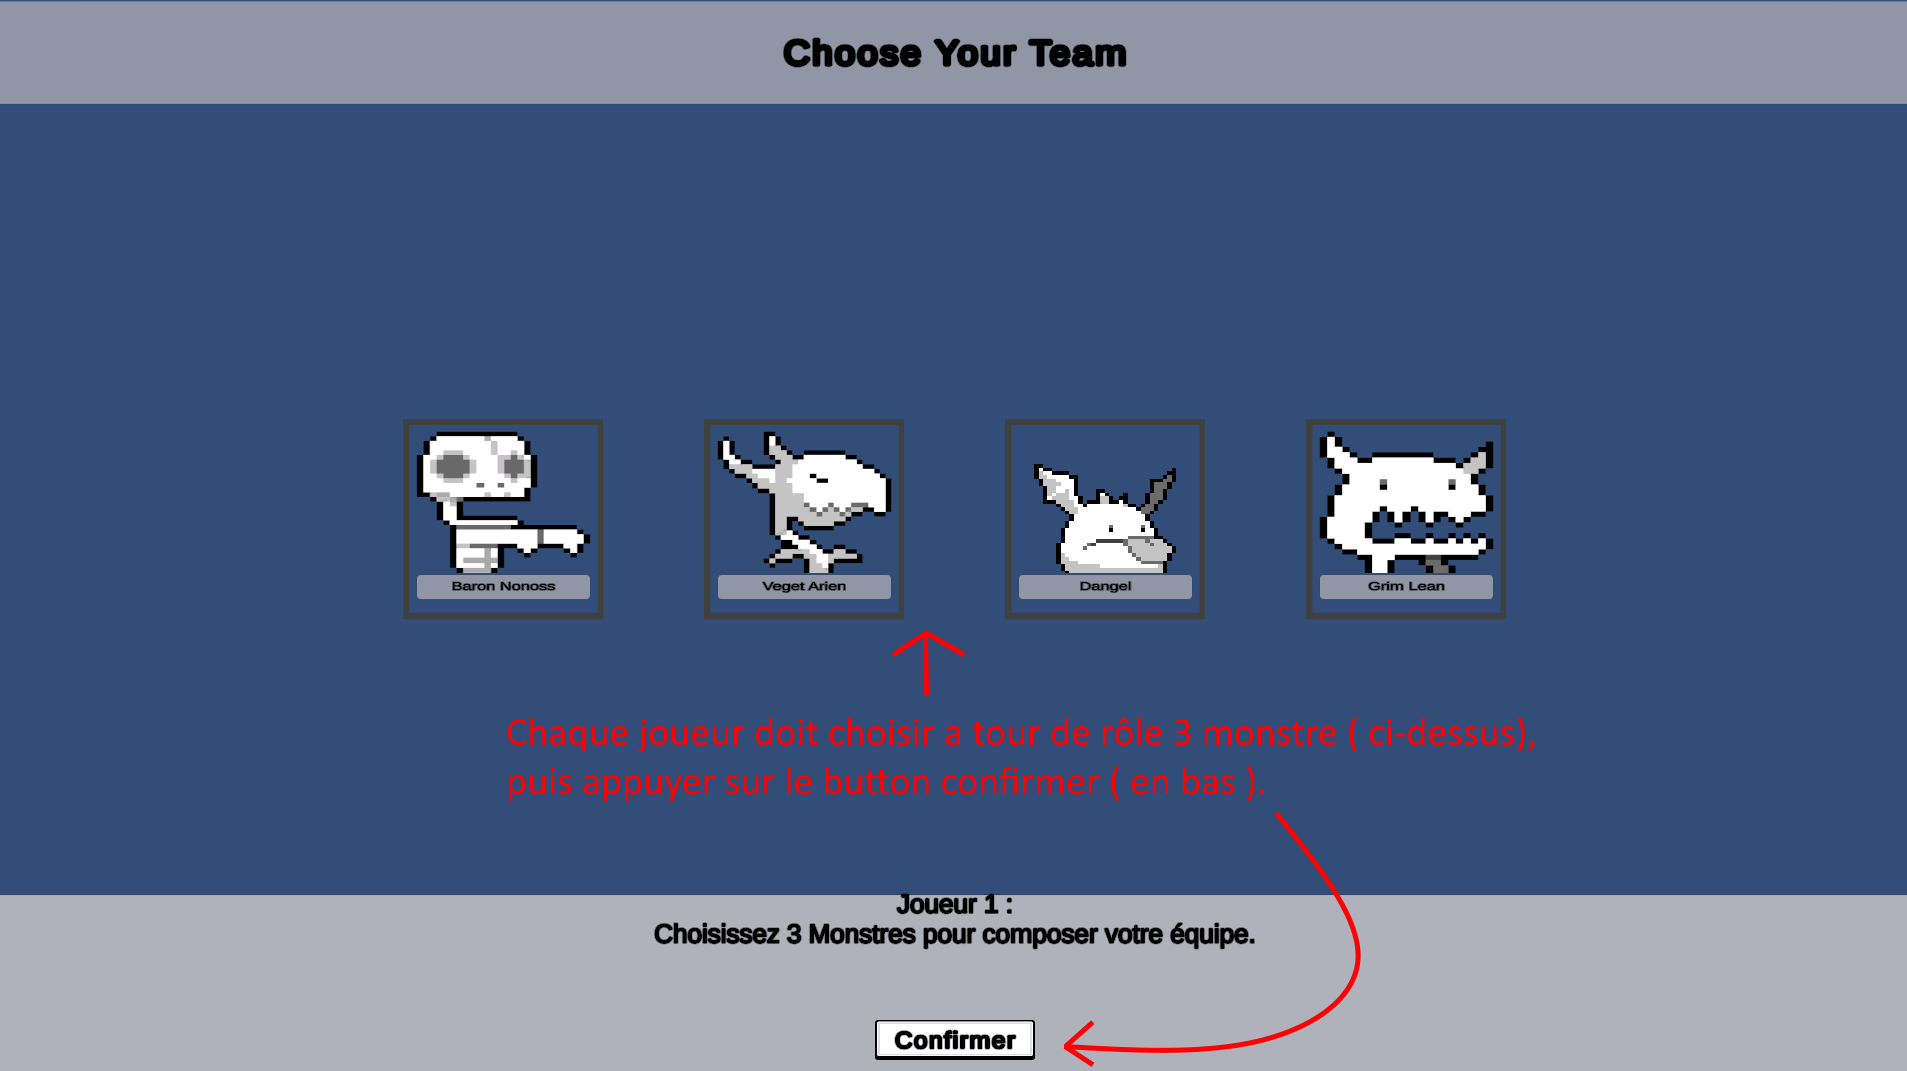 Choose Your Team
Baron Nonoss
Veget Arien
Dangel
Grim Lean
Chaque joueur doit choisir a tour de rôle 3 monstre ( ci-dessus),
puis appuyer sur le button confirmer ( en bas ).
Joueur 1 :
Choisissez 3 Monstres pour composer votre équipe.
Confirmer